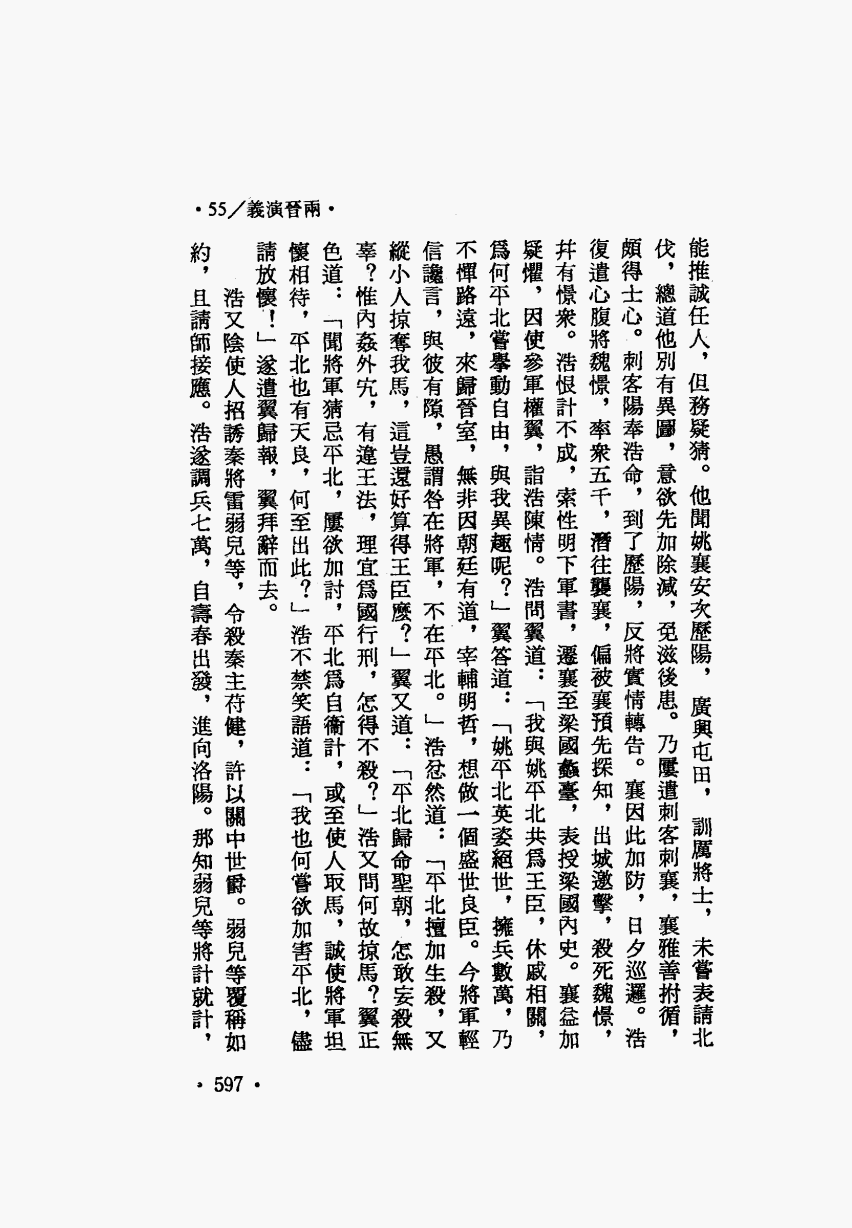 ・55／義演晉兩・
能推誠任人，但務疑猜。他聞姚襄安次歷陽，廣興屯田，訓厲將士，未嘗表請北
伐，總道他別有異圖，意欲先加除滅，免滋後患。乃屢遣刺客刺襄，襄雅善拊循，
頗得士心。刺客陽奉浩命，到了歷陽，反將實情轉告。襄因此加防，日夕巡邏。浩
復遣心腹將魏憬，率衆五千，潛往襲襄，偏被襄預先探知，出城邀擊，殺死魏憬，
幷有憬衆。浩恨計不成，索性明下軍書，遷襄至梁國蠡臺，表授梁國內史。襄益加
疑懼，因使參軍權翼，詣浩陳情。浩問翼道：「我與姚平北共爲王臣，休戚相關，
爲何平北嘗舉動自由，與我異趣呢？」翼答道：「姚平北英姿絕世，擁兵數萬，乃
不憚路遠，來歸晉室，無非因朝廷有道，宰輔明哲，想做一個盛世良臣。今將軍輕
信讒言，與彼有隙，愚謂咎在將軍，不在平北。」浩忿然道：「平北擅加生殺，又
縱小人掠奪我馬，這豈還好算得王臣麼？」翼又道：「平北歸命聖朝，怎敢妄殺無
辜？惟內姦外宄，有違王法，理宜爲國行刑，怎得不殺？」浩又問何故掠馬？翼正
色道：「聞將軍猜忌平北，屢欲加討，平北爲自衞計，或至使人取馬，誠使將軍坦
懷相待，平北也有天良，何至出此？」浩不禁笑語道：「我也何嘗欲加害平北，儘
請放懷！」遂遣翼歸報，翼拜辭而去。
浩又陰使人招誘秦將雷弱兒等，令殺秦主苻健，許以關中世爵。弱兒等覆稱如
約，且請師接應。浩遂調兵七萬，自壽春出發，進向洛陽。那知弱兒等將計就計，
・597・